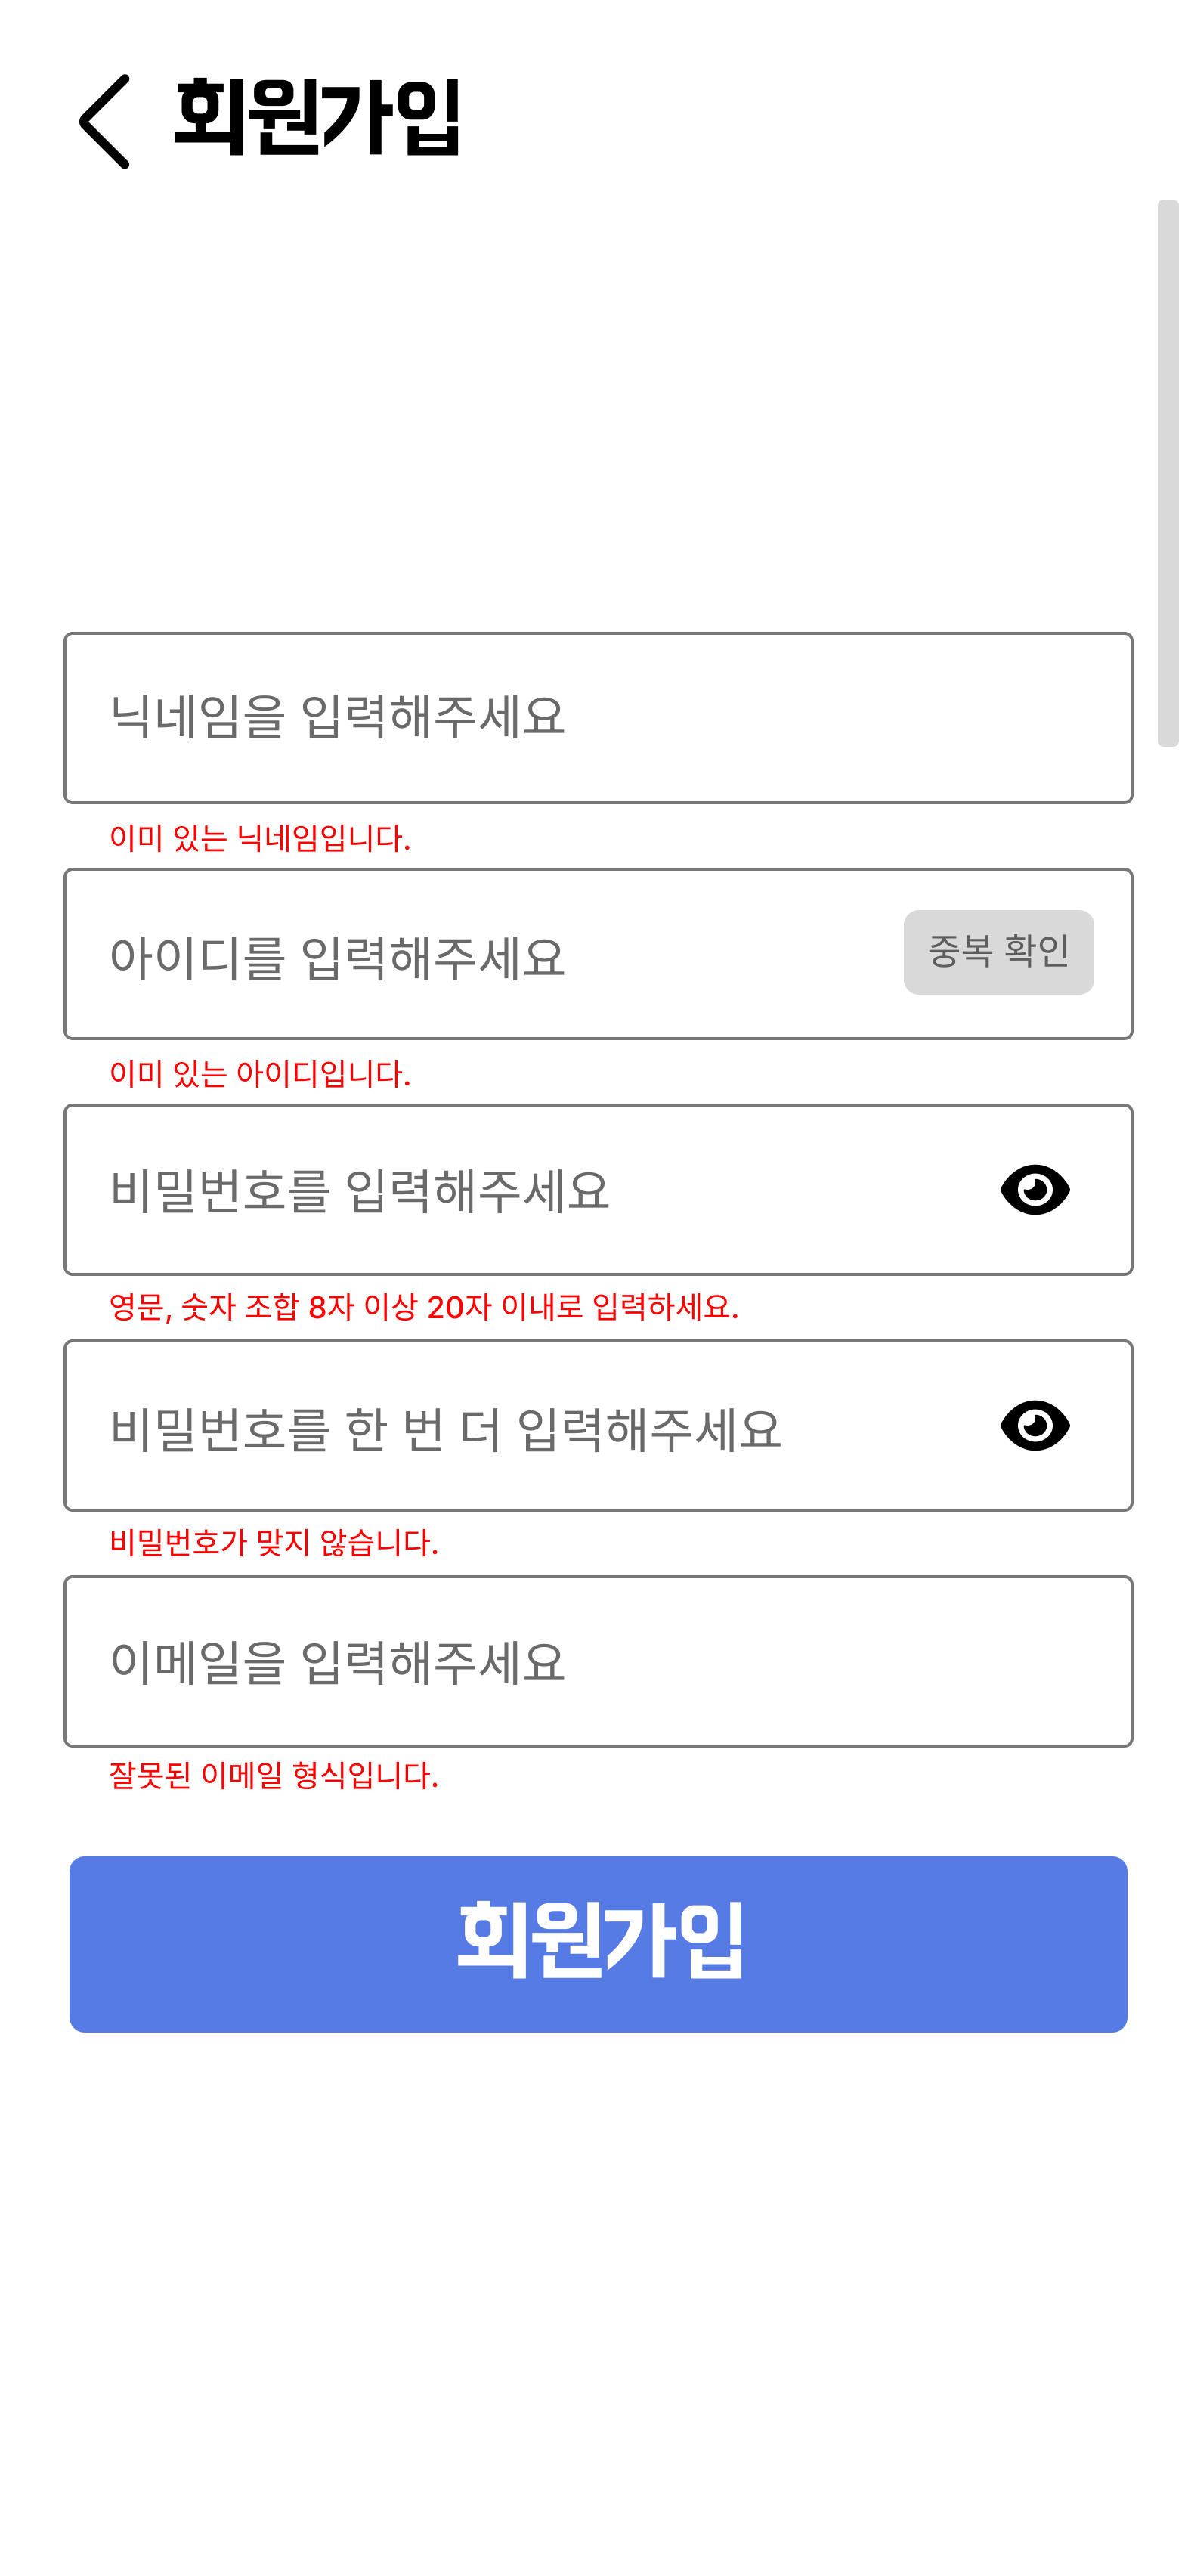 회원가입
닉네임을 입력해주세요
이미 있는 닉네임입니다.
아이디를 입력해주세요
중복 확인
이미 있는 아이디입니다.
비밀번호를 입력해주세요
영문, 숫자 조합 8자 이상 20자 이내로 입력하세요.
비밀번호를 한 번 더 입력해주세요
비밀번호가 맞지 않습니다.
이메일을 입력해주세요
잘못된 이메일 형식입니다.
회원가입